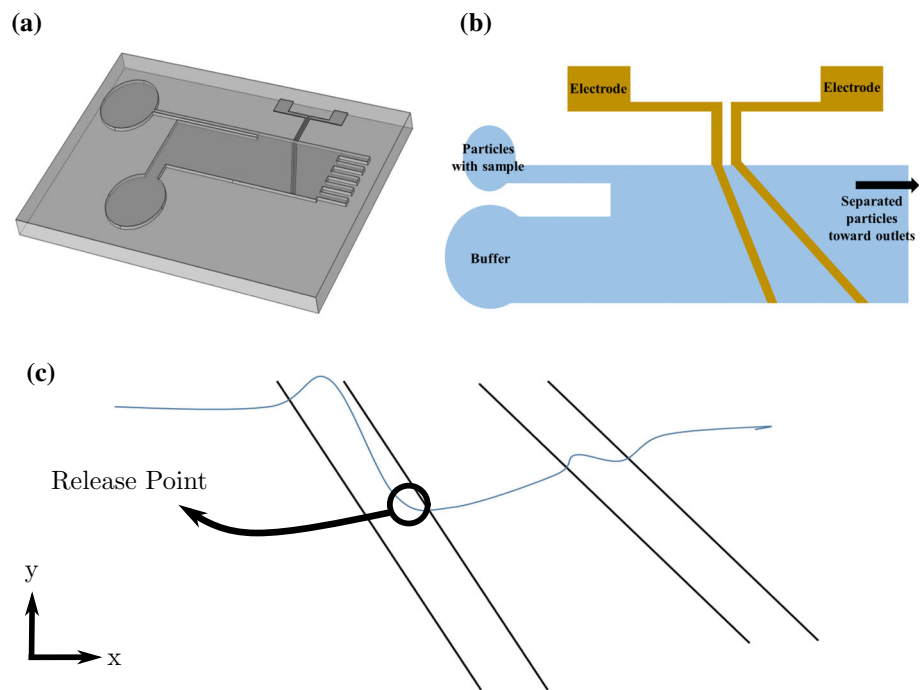 (a)
(b)
Electrode
Electrode
Particles
with sample
Separated
particles
toward outlets
Buffer
(c)
Release Point
y
x